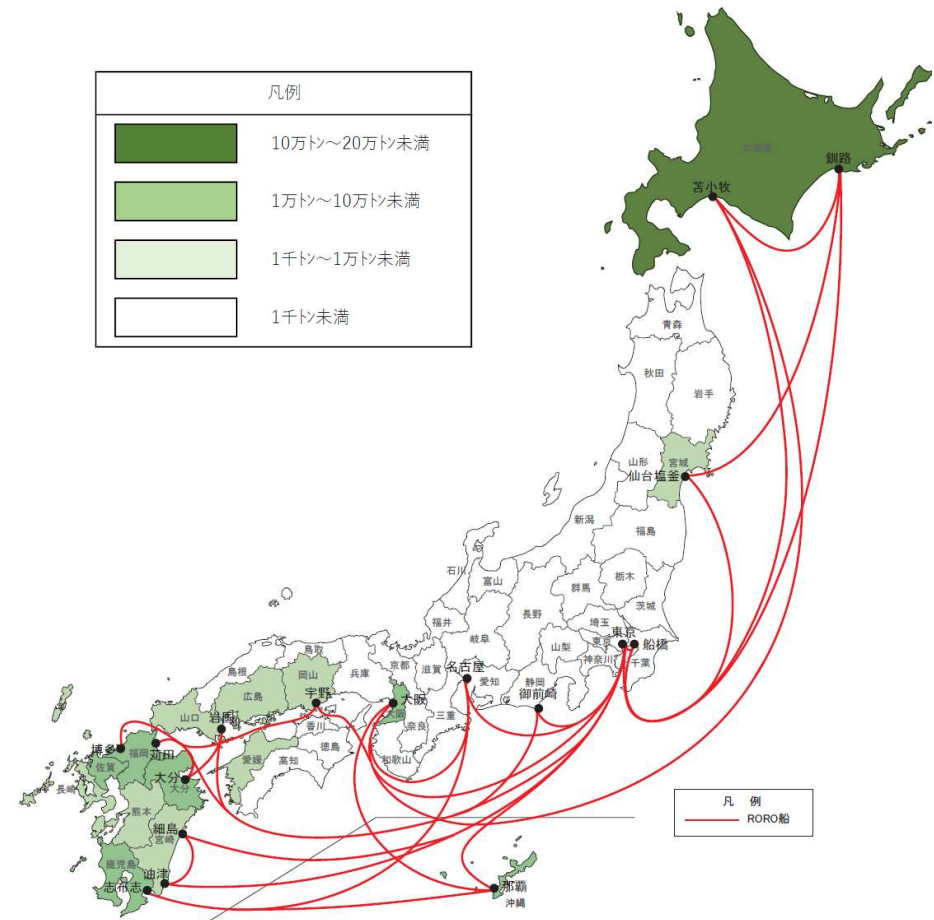 凡例
10万トン～20万トン未満
1万トン～10万トン未満
1千トン～1万トン未満
1千トン未満
北海道
釧路
苫小牧
青森
秋田
岩手
山形
宮城
仙台塩釜
新潟
福島
石川
富山
栃木
群馬
茨城
福井
長野
埼玉
岐阜
東京
船橋
山梨
東京
神奈川
千葉
鳥取
島根
兵庫
京都
滋賀
名古屋
愛知
静岡
御前崎
岡山
広島
宇野
大阪
大阪
三重
奈良
山口
岩国
香川
徳島
和歌山
博多
福岡
苅田
愛媛
高知
佐賀
大分
大分
長崎
熊本
細島
宮崎
鹿児島
油津
志布志
那覇
沖縄
凡 例
RORO船